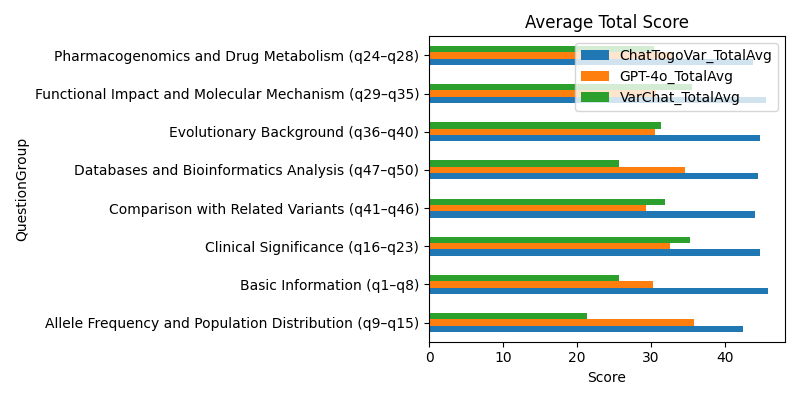 Average Total Score
Pharmacogenomics and Drug Metabolism (q24–q28)
Functional Impact and Molecular Mechanism (q29–q35)
Evolutionary Background (q36–q40)
Databases and Bioinformatics Analysis (q47–q50)
Comparison with Related Variants (q41–q46)
Clinical Significance (q16–q23)
Basic Information (q1–q8)
Allele Frequency and Population Distribution (q9–q15)
QuestionGroup
ChatTogoVar_TotalAvg
GPT-4o_TotalAvg
VarChat_TotalAvg
0 10 20 30 40
Score